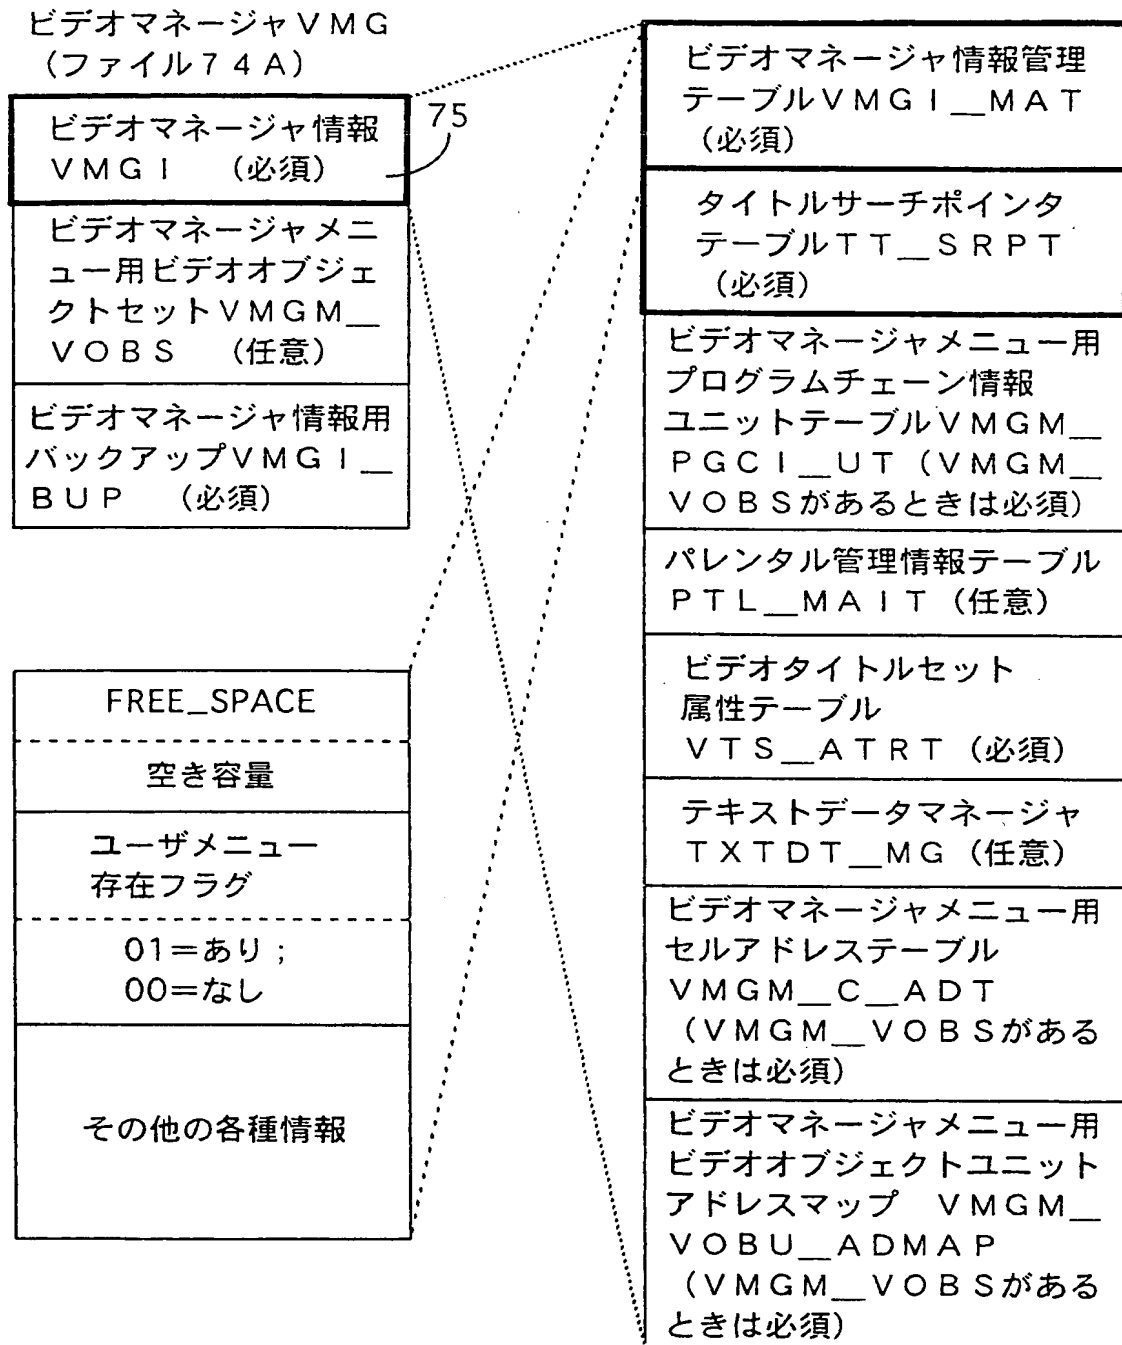 ビデオマネージャＶＭＧ
（ファイル７４Ａ）
75
ビデオマネージャ情報
ＶＭＧＩ　（必須）
ビデオマネージャメニ
ュー用ビデオオブジェ
クトセットＶＭＧＭ＿
ＶＯＢＳ　（任意）
ビデオマネージャ情報用
バックアップＶＭＧＩ＿
ＢＵＰ　（必須）
FREE_SPACE
空き容量
ユーザメニュー
存在フラグ
01＝あり；
00＝なし
その他の各種情報
ビデオマネージャ情報管理
テーブルＶＭＧＩ＿ＭＡＴ
（必須）
タイトルサーチポインタ
テーブルＴＴ＿ＳＲＰＴ
（必須）
ビデオマネージャメニュー用
プログラムチェーン情報
ユニットテーブルＶＭＧＭ＿
ＰＧＣＩ＿ＵＴ（ＶＭＧＭ＿
ＶＯＢＳがあるときは必須）
パレンタル管理情報テーブル
ＰＴＬ＿ＭＡＩＴ（任意）
ビデオタイトルセット
属性テーブル
ＶＴＳ＿ＡＴＲＴ（必須）
テキストデータマネージャ
ＴＸＴＤＴ＿ＭＧ（任意）
ビデオマネージャメニュー用
セルアドレステーブル
ＶＭＧＭ＿Ｃ＿ＡＤＴ
（ＶＭＧＭ＿ＶＯＢＳがある
ときは必須）
ビデオマネージャメニュー用
ビデオオブジェクトユニット
アドレスマップ　ＶＭＧＭ＿
ＶＯＢＵ＿ＡＤＭＡＰ
（ＶＭＧＭ＿ＶＯＢＳがある
ときは必須）